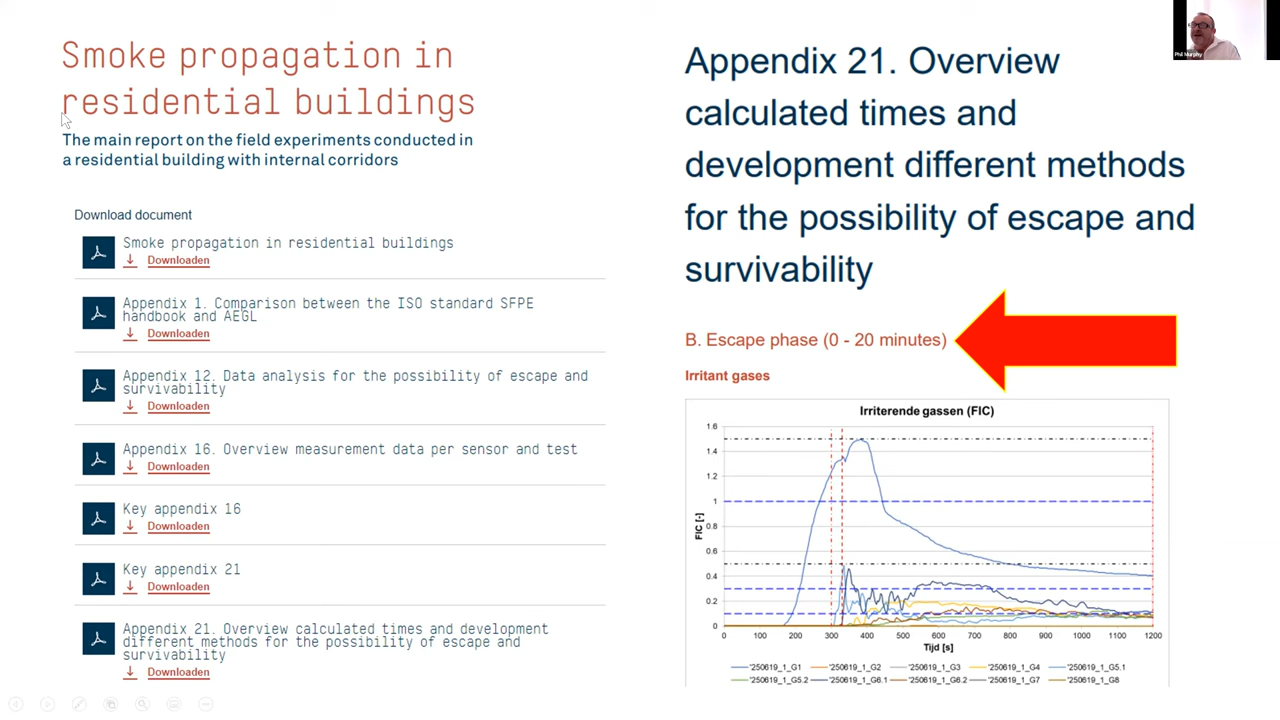 Smoke propagation in
residential buildings
The main report on the field experiments conducted in
a residential building with internal corridors
Download document
Smoke propagation in residential buildings
Downloaden
Appendix 1. Comparison between the ISO standard SFPE
handbook and AEGL
Downloaden
Appendix 12. Data analysis for the possibility of escape and
survivability
Downloaden
Appendix 16. Overview measurement data per sensor and test
Downloaden
Key appendix 16
Downloaden
Key appendix 21
Downloaden
Appendix 21. Overview calculated times and development
different methods for the possibility of escape and
survivability
Downloaden
Phil Murphy
Appendix 21. Overview
calculated times and
development different methods
for the possibility of escape and
survivability
B. Escape phase (0 - 20 minutes)
Irritant gases
Irriterende gassen (FIC)
1.6
1.4
1.2
1
0.8
0.6
0.4
0.2
0
FIC [-]
0 100 200 300 400 500 600 700 800 900 1000 1100 1200
Tijd [s]
'250619_1_G1 '250619_1_G2 '250619_1_G3 '250619_1_G4 '250619_1_G5.1
'250619_1_G5.2 '250619_1_G6.1 '250619_1_G6.2 '250619_1_G7 '250619_1_G8